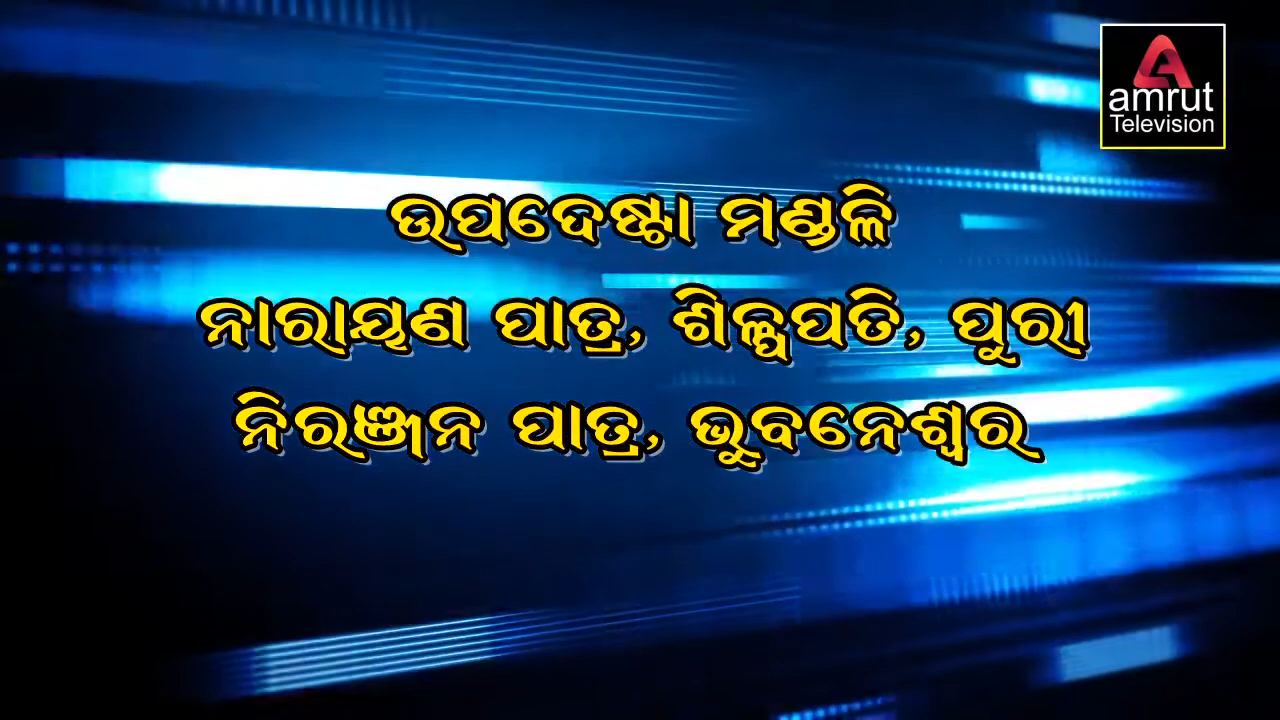 amrut
Television
ଉପଦେଷ୍ଟା ମଣ୍ଡଳି
ନାରାୟଣ ପାତ୍ର, ଶିଳ୍ପପତି, ପୁରୀ
ନିରଞ୍ଜନ ପାତ୍ର, ଭୁବନେଶ୍ୱର